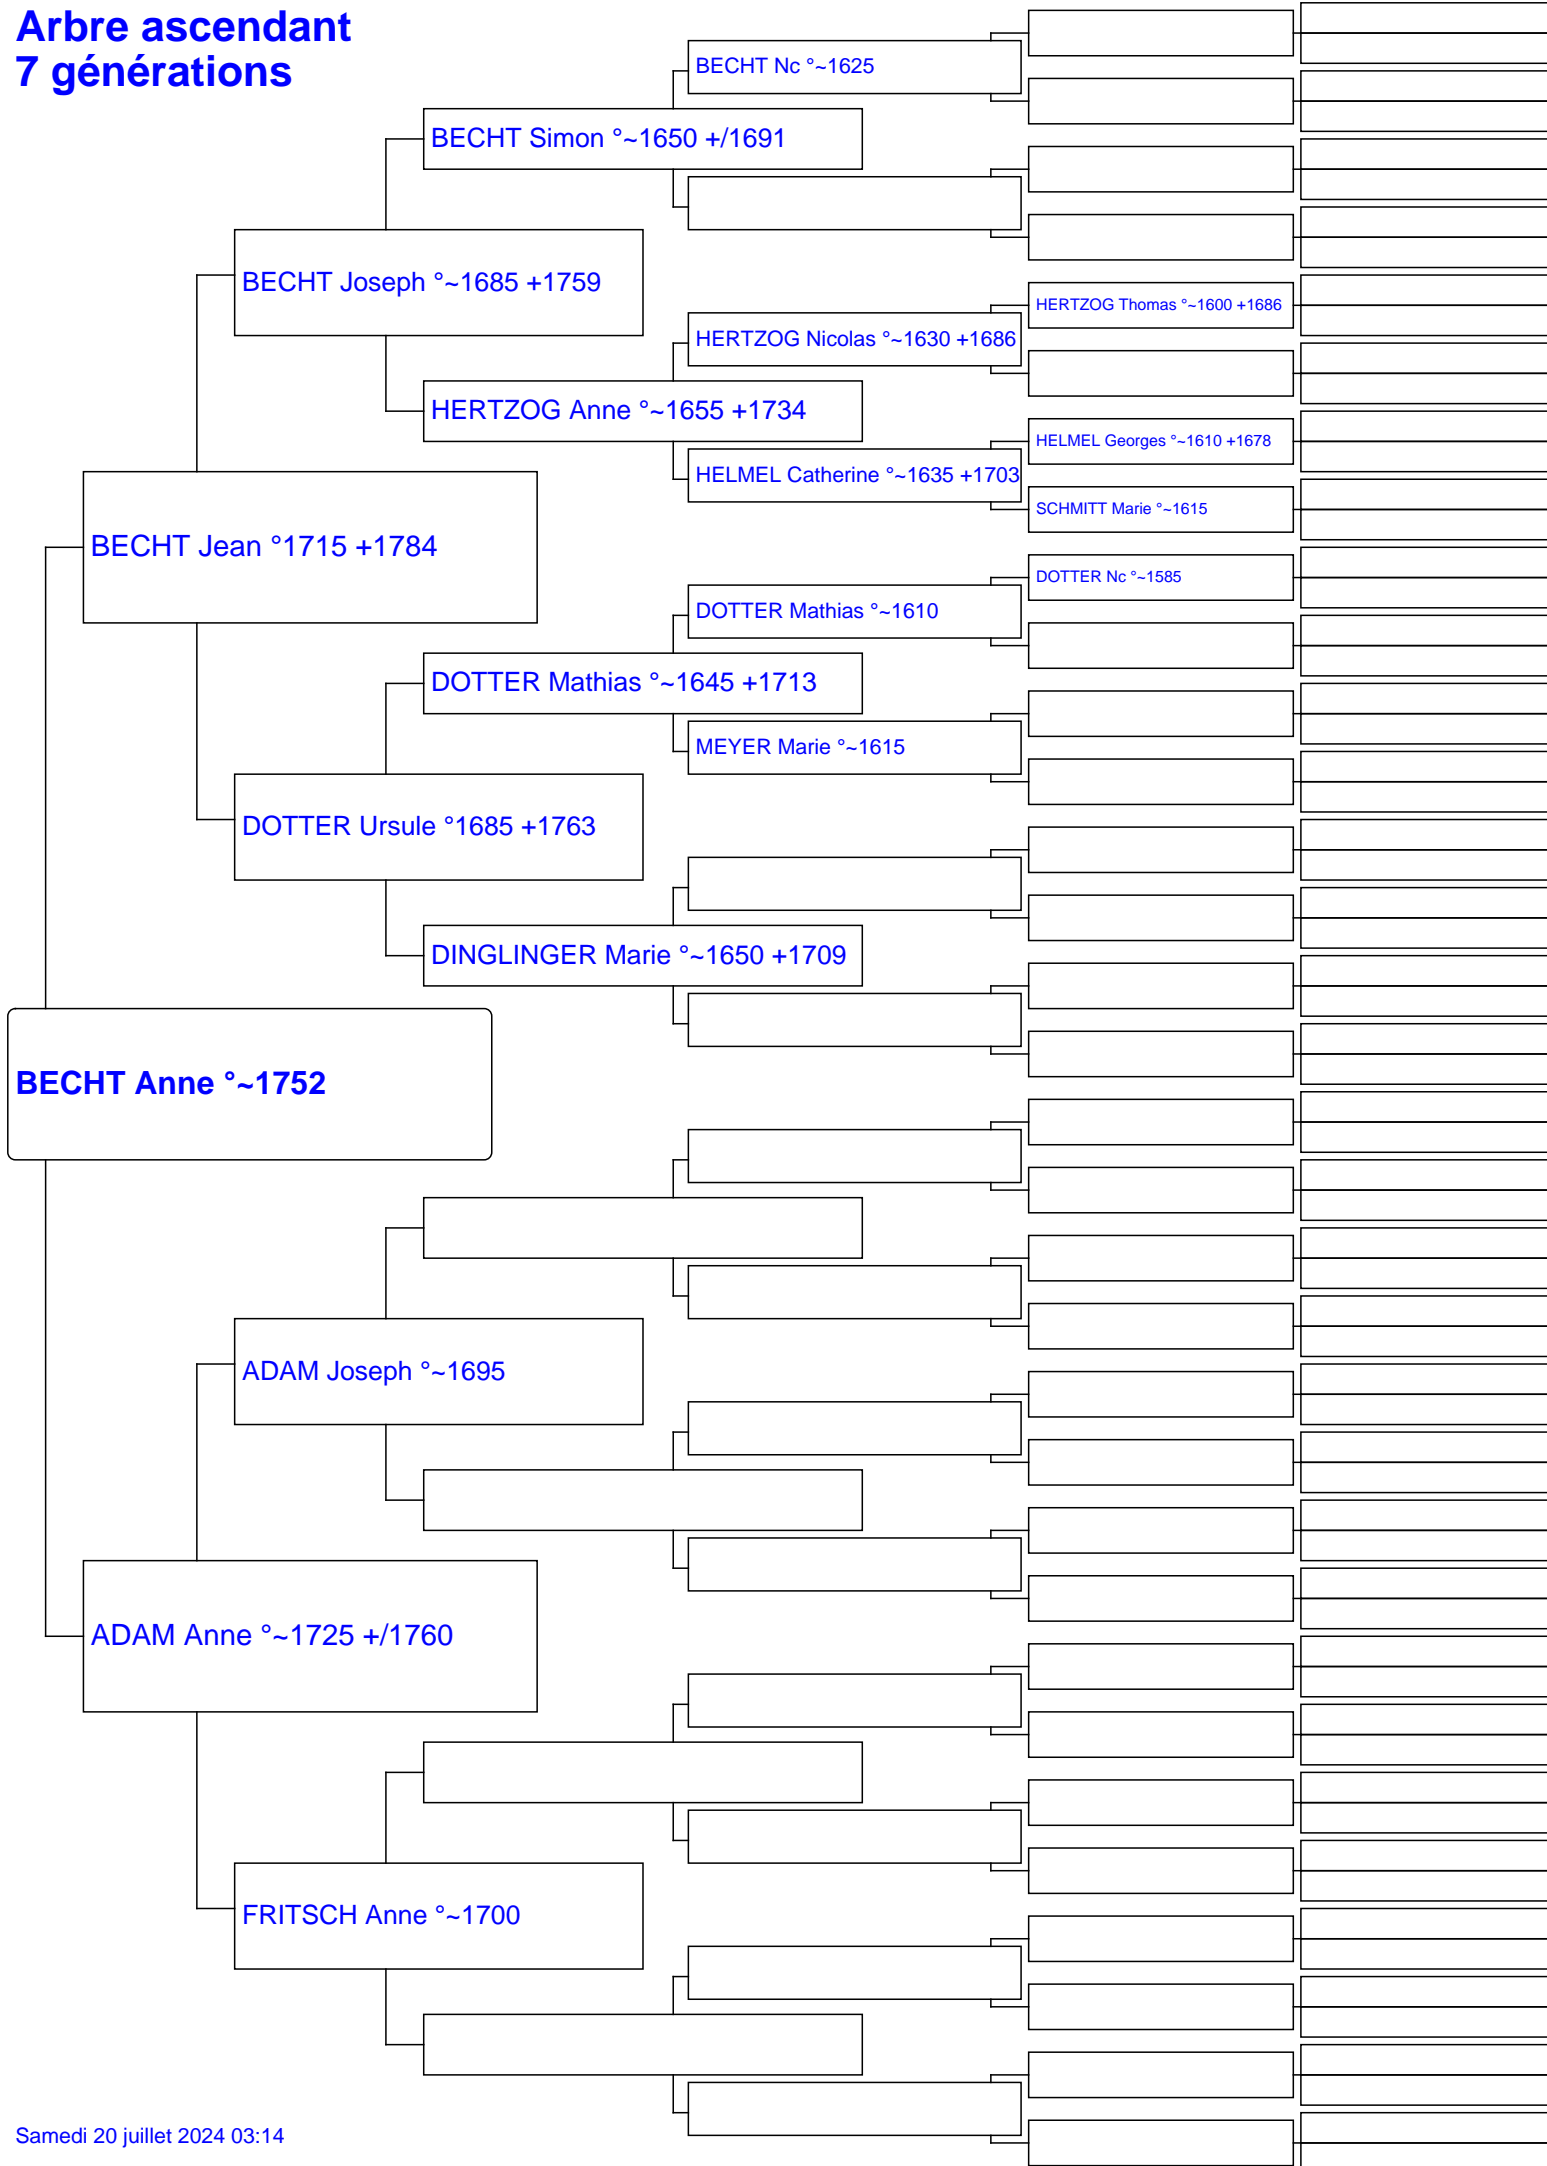 Arbre ascendant
7 générations
BECHT Nc °~1625
BECHT Simon °~1650 +/1691
BECHT Joseph °~1685 +1759
HERTZOG Thomas °~1600 +1686
HERTZOG Nicolas °~1630 +1686
HERTZOG Anne °~1655 +1734
HELMEL Georges °~1610 +1678
HELMEL Catherine °~1635 +1703
SCHMITT Marie °~1615
BECHT Jean °1715 +1784
DOTTER Nc °~1585
DOTTER Mathias °~1610
DOTTER Mathias °~1645 +1713
MEYER Marie °~1615
DOTTER Ursule °1685 +1763
DINGLINGER Marie °~1650 +1709
BECHT Anne °~1752
ADAM Joseph °~1695
ADAM Anne °~1725 +/1760
FRITSCH Anne °~1700
Samedi 20 juillet 2024 03:14